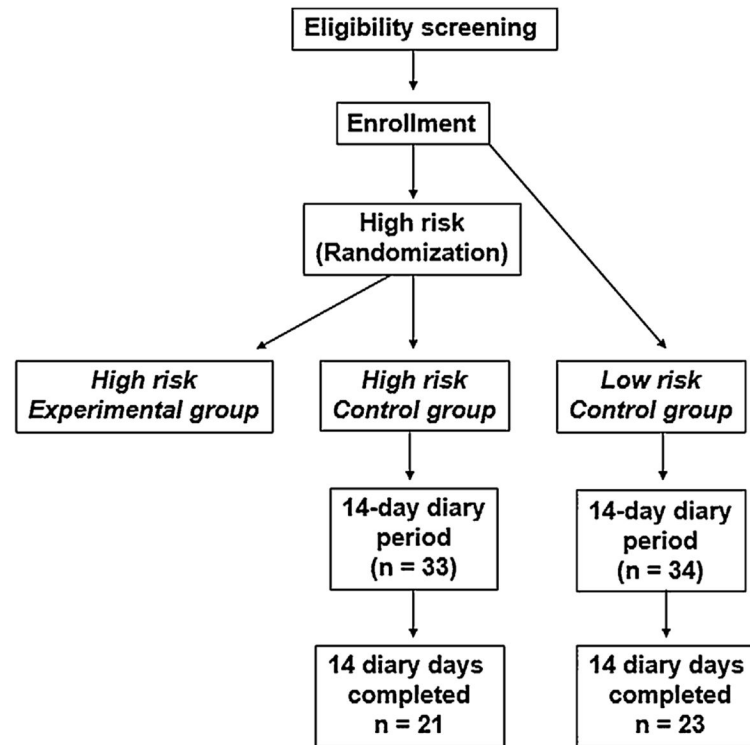 Eligibility screening
Enrollment
High risk
(Randomization)
High risk
Experimental group
High risk
Control group
Low risk
Control group
14-day diary
period
(n = 33)
14-day diary
period
(n = 34)
14 diary days
completed
n = 21
14 diary days
completed
n = 23